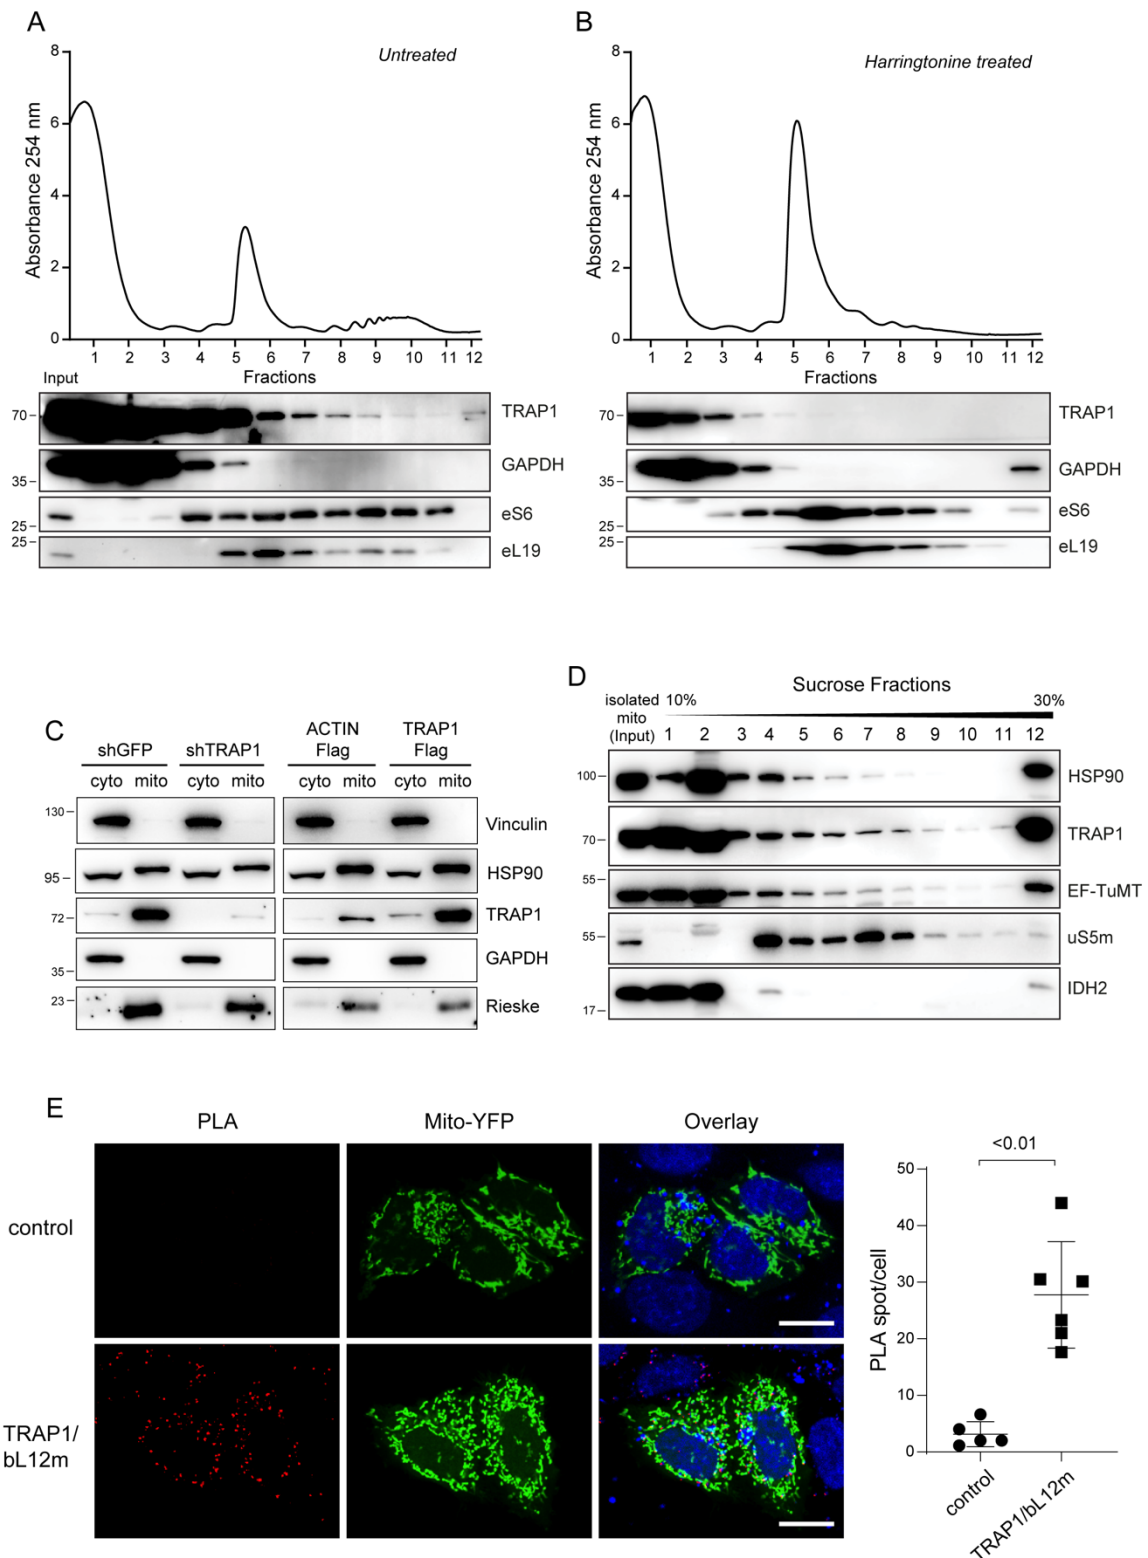 A
Untreated
Absorbance 254 nm
8
6
4
2
0
1 2 3 4 5 6 7 8 9 10 11 12
Input
Fractions
70
TRAP1
35
GAPDH
25
eS6
25
eL19
B
Harringtonine treated
Absorbance 254 nm
8
6
4
2
0
1 2 3 4 5 6 7 8 9 10 11 12
Fractions
70
TRAP1
35
GAPDH
25
eS6
25
eL19
C
shGFP shTRAP1 ACTIN Flag TRAP1 Flag
cyto mito cyto mito cyto mito cyto mito
130
Vinculin
95
HSP90
72
TRAP1
35
GAPDH
23
Rieske
D
Sucrose Fractions
isolated mito (Input)
10% 30%
1 2 3 4 5 6 7 8 9 10 11 12
100
HSP90
70
TRAP1
55
EF-TuMT
55
uS5m
17
IDH2
E
PLA Mito-YFP Overlay
control
TRAP1/
bL12m
<0.01
PLA spot/cell
50
40
30
20
10
0
control
TRAP1/bL12m